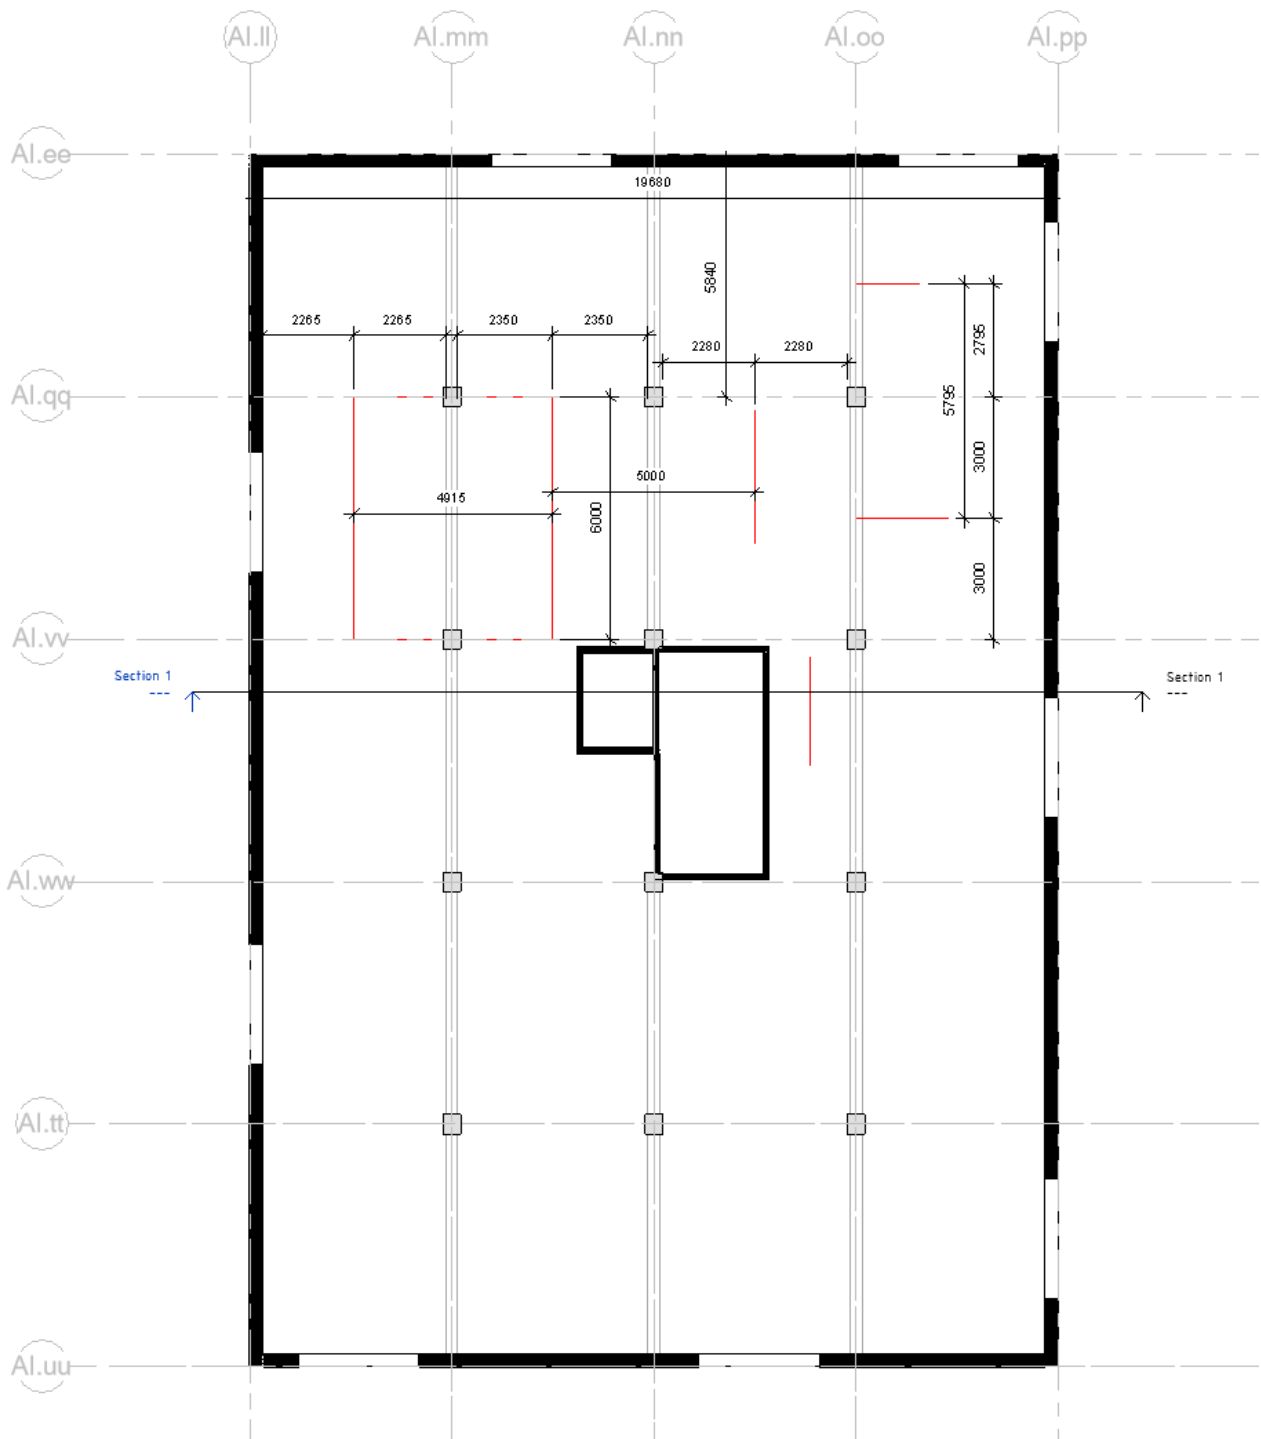 Al.ll
Al.mm
Al.nn
Al.oo
Al.pp
Al.ee
19680
5840
2265
2265
2350
2350
2280
2280
2795
5795
Al.qq
3000
5000
4915
6000
3000
Al.vv
Section 1
---
Section 1
---
Al.ww
Al.tt
Al.uu